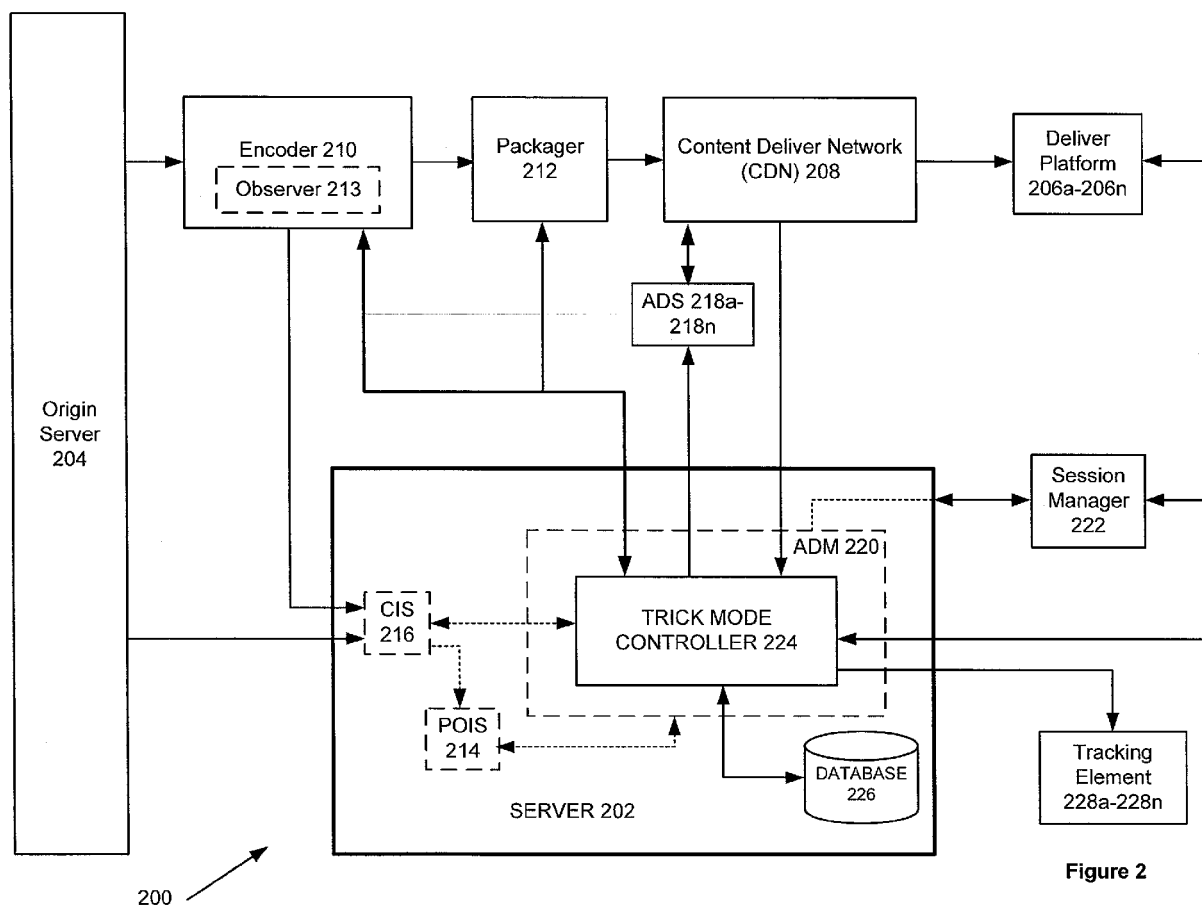 Encoder 210
Observer 213
Packager
212
Content Deliver Network
(CDN) 208
Deliver
Platform
206a-206n
ADS 218a-
218n
Origin
Server
204
Session
Manager
222
ADM 220
CIS
216
TRICK MODE
CONTROLLER 224
POIS
214
DATABASE
226
Tracking
Element
228a-228n
SERVER 202
Figure 2
200